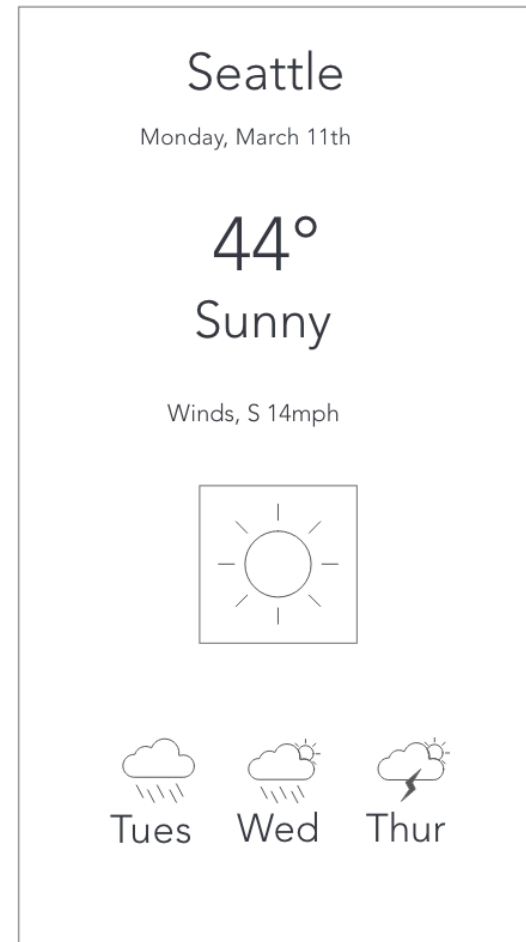 Seattle
Monday, March 11th
44°
Sunny
Winds, S 14mph
Tues Wed Thur